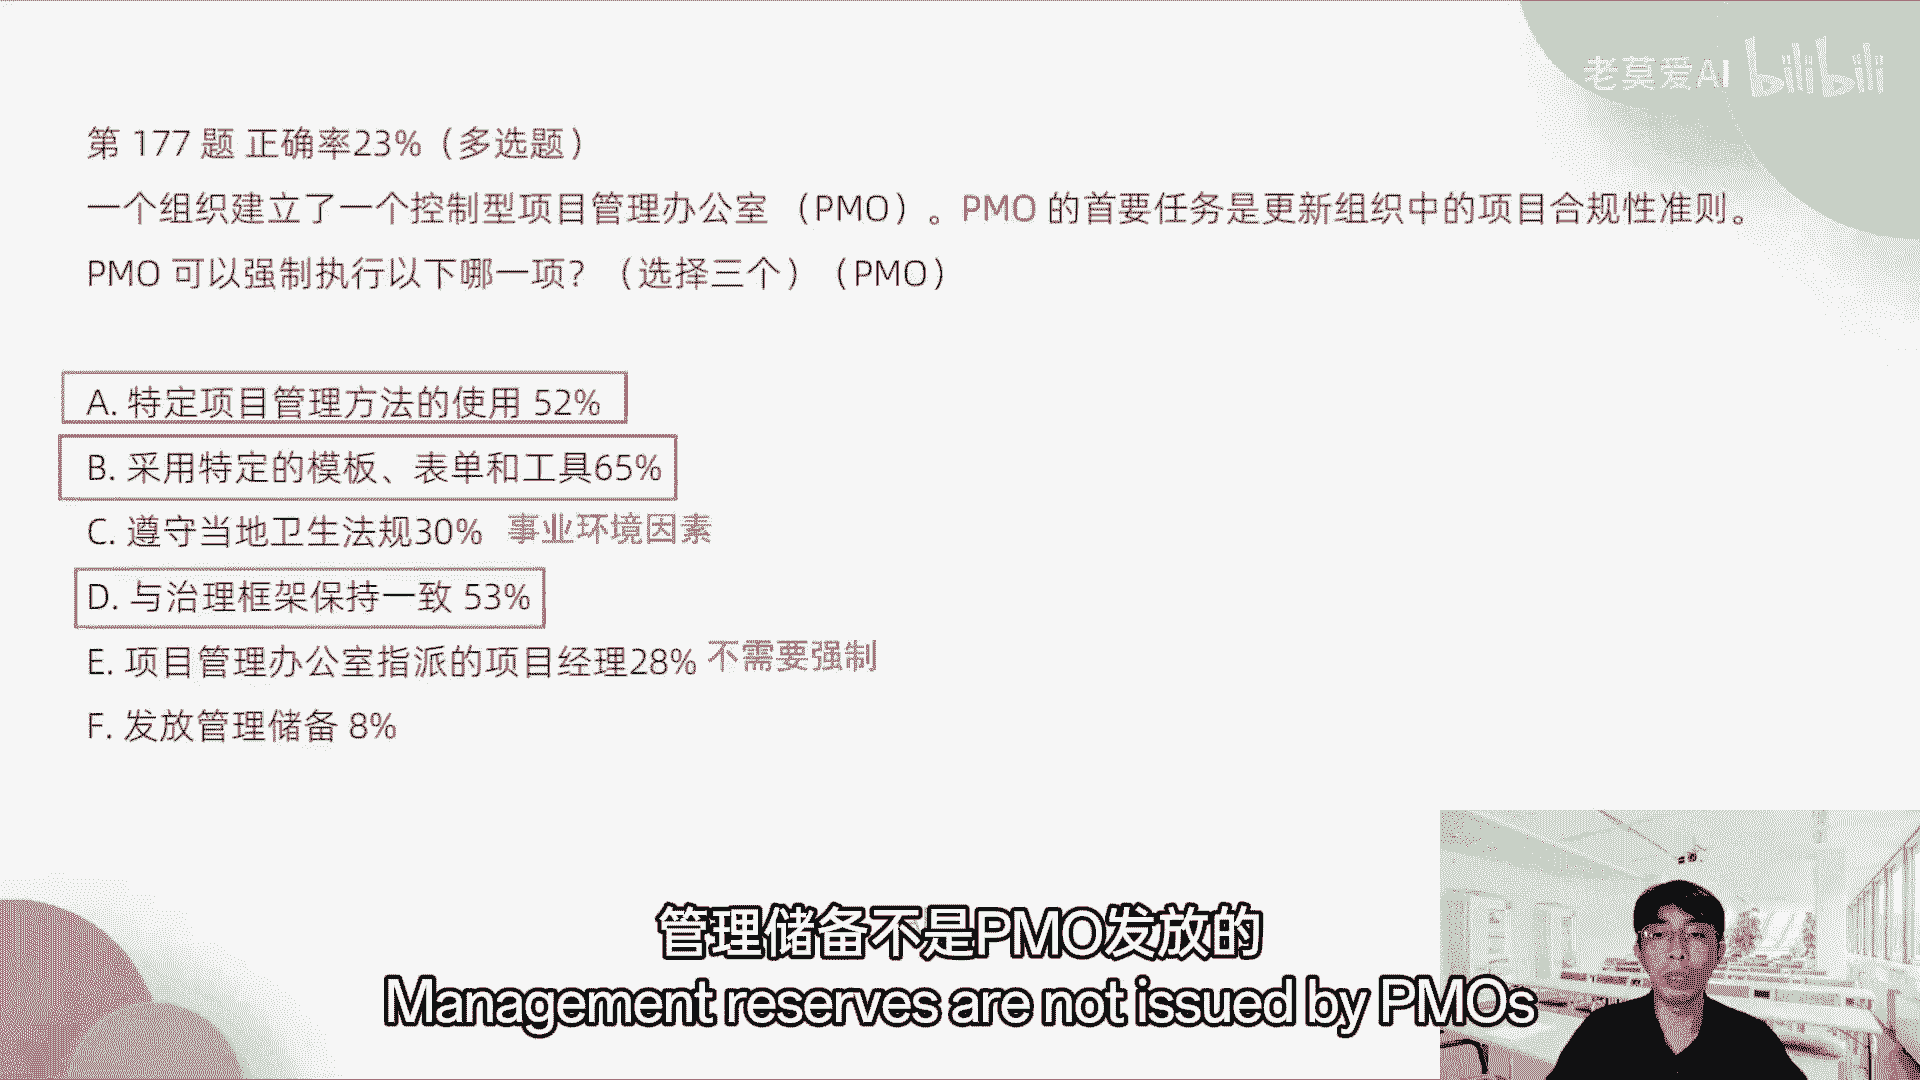 老莫爱AI bilibili
第 177 题 正确率23%（多选题）
一个组织建立了一个控制型项目管理办公室 （PMO）。PMO 的首要任务是更新组织中的项目合规性准则。
PMO 可以强制执行以下哪一项？（选择三个）（PMO）
A. 特定项目管理方法的使用 52%
B. 采用特定的模板、表单和工具65%
C. 遵守当地卫生法规30% 事业环境因素
D. 与治理框架保持一致 53%
E. 项目管理办公室指派的项目经理28% 不需要强制
F. 发放管理储备 8%
管理储备不是PMO发放的
Management reserves are not issued by PMOs